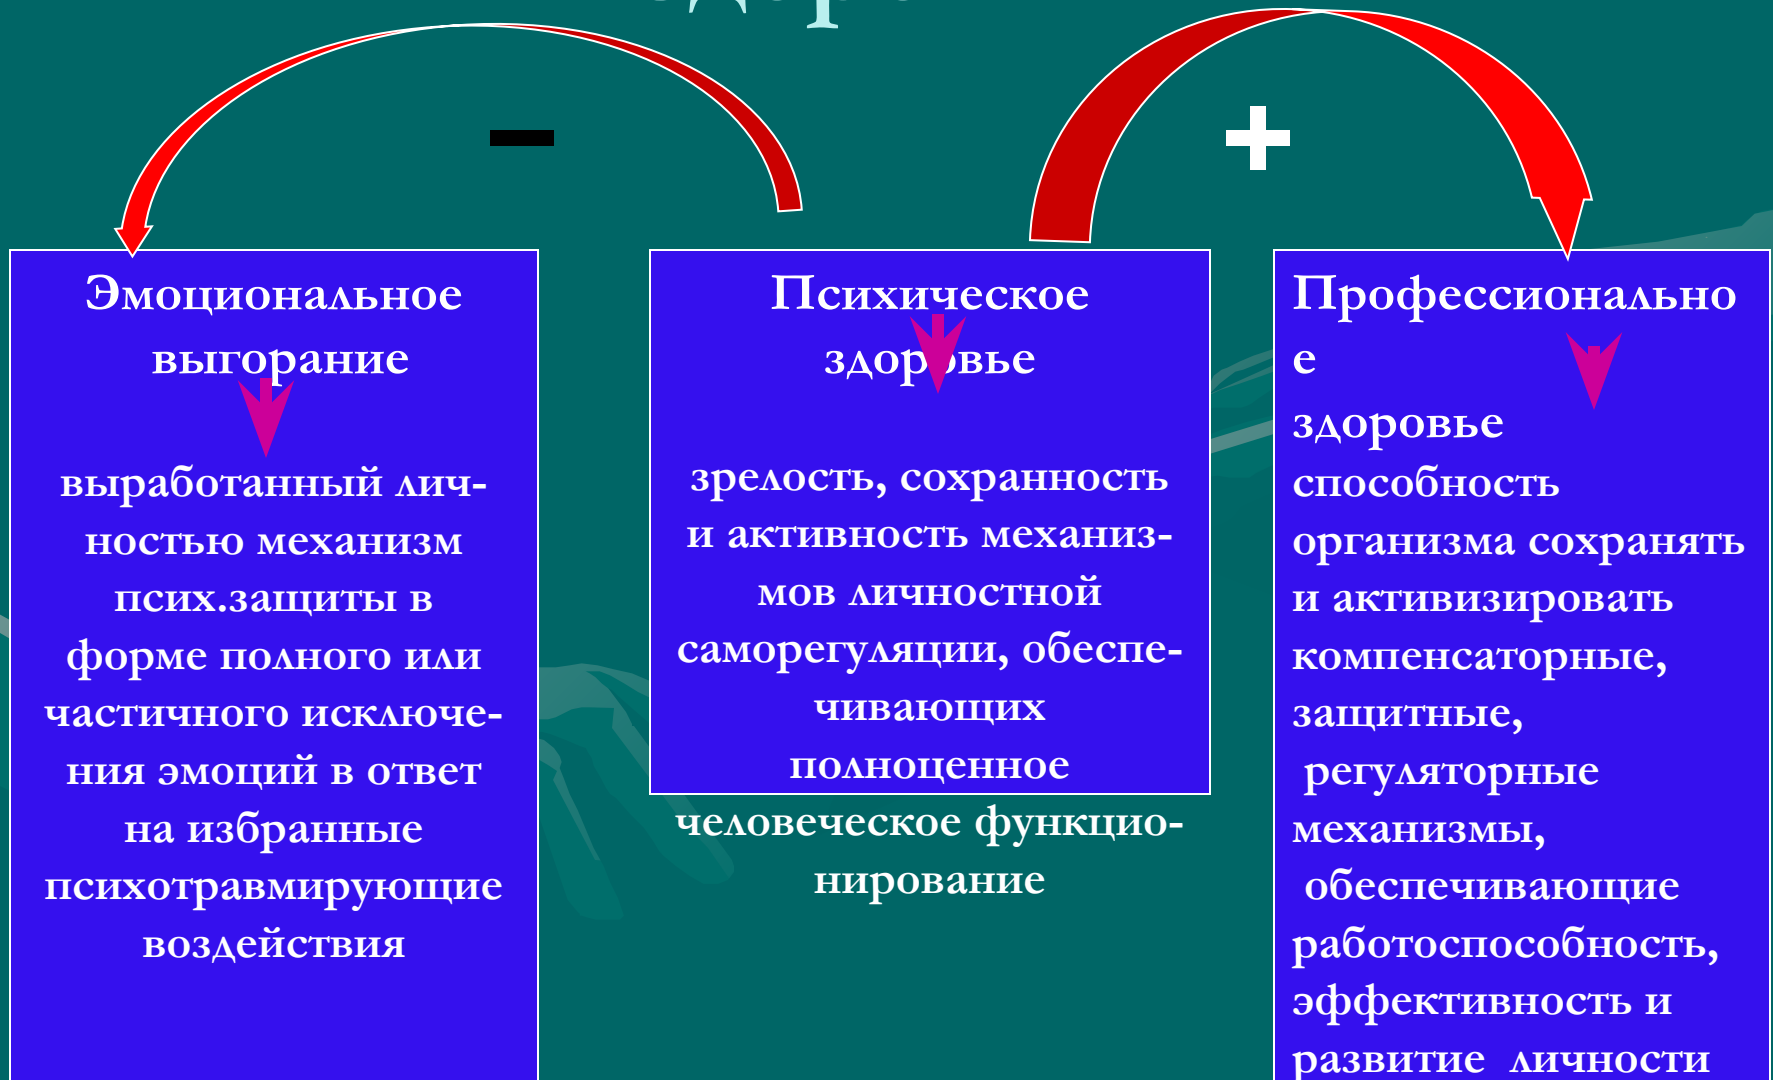 –
+
Эмоциональное
выгорание
выработанный лич-
ностью механизм
псих.защиты в
форме полного или
частичного исключе-
ния эмоций в ответ
на избранные
психотравмирующие
воздействия
Психическое
здоровье
зрелость, сохранность
и активность механиз-
мов личностной
саморегуляции, обеспе-
чивающих
полноценное
человеческое функцио-
нирование
Профессионально
е
здоровье
способность
организма сохранять
и активизировать
компенсаторные,
защитные,
регуляторные
механизмы,
обеспечивающие
работоспособность,
эффективность и
развитие личности